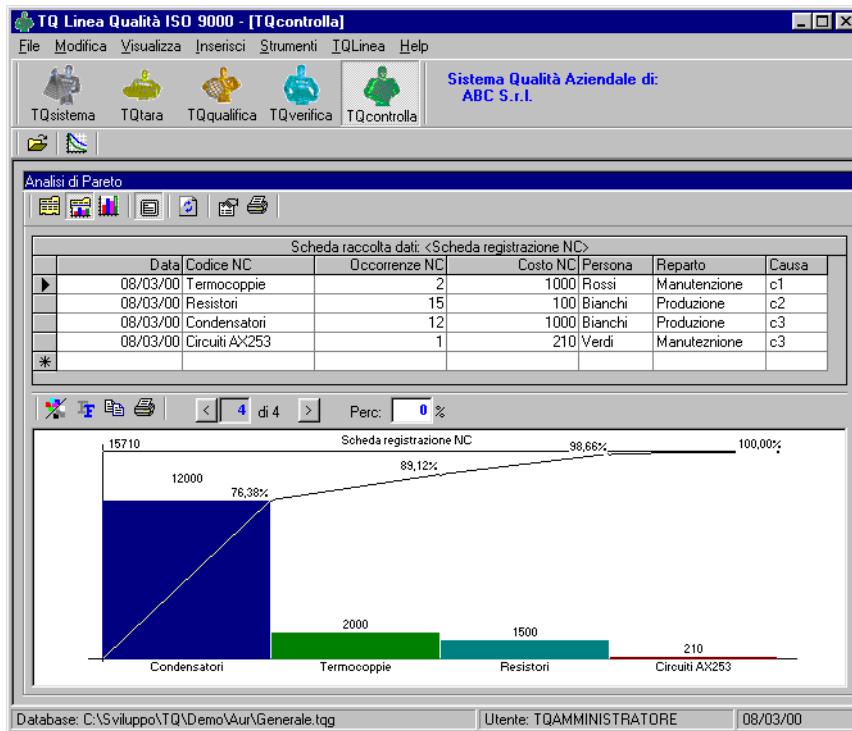 TQ Linea Qualità ISO 9000 - [TQcontrolla]
File Modifica Visualizza Inserisci Strumenti TQLinea Help
TQsistema TQtara TQqualifica TQverifica TQcontrolla
Sistema Qualità Aziendale di:
ABC S.r.l.
Analisi di Pareto
Scheda raccolta dati: <Scheda registrazione NC>
Data Codice NC Occorrenze NC Costo NC Persona Reparto Causa
08/03/00 Termocoppie 2 1000 Rossi Manutenzione c1
08/03/00 Resistori 15 100 Bianchi Produzione c2
08/03/00 Condensatori 12 1000 Bianchi Produzione c3
08/03/00 Circuiti AX253 1 210 Verdi Manuteznione c3
< 4 di 4 > Perc: 0 %
15710 Scheda registrazione NC 98,66% 100,00%
89,12%
12000
76,38%
2000
1500
210
Condensatori Termocoppie Resistori Circuiti AX253
Database: C:\Sviluppo\TQ\Demo\Aur\Generale.tqg Utente: TQAMMINISTRATORE 08/03/00